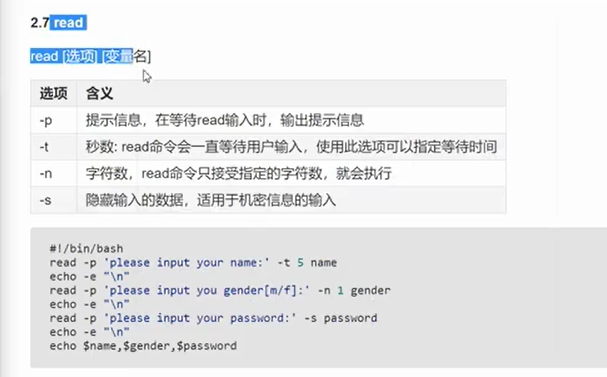 2.7 read
read [选项] [变量名]
选项 含义
-p 提示信息，在等待read输入时，输出提示信息
-t 秒数: read命令会一直等待用户输入，使用此选项可以指定等待时间
-n 字符数，read命令只接受指定的字符数，就会执行
-s 隐藏输入的数据，适用于机密信息的输入
#!/bin/bash
read -p 'please input your name:' -t 5 name
echo -e "\n"
read -p 'please input you gender[m/f]:' -n 1 gender
echo -e "\n"
read -p 'please input your password:' -s password
echo -e "\n"
echo $name,$gender,$password